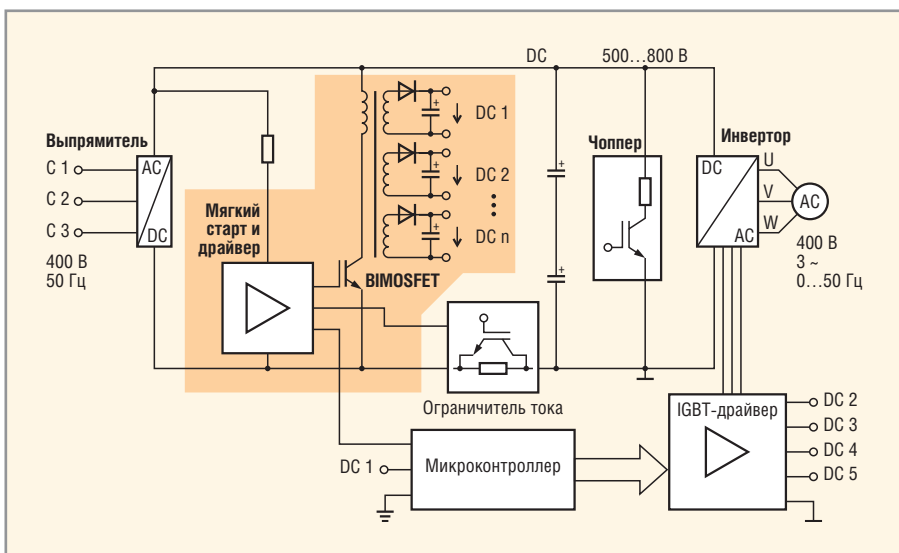 DC 500...800 В
Выпрямитель
С 1
С 2
С 3
AC
DC
400 В
50 Гц
Мягкий
старт и
драйвер
BIMOSFET
+
DC 1
+
DC 2
+
DC n
+
+
Чоппер
Инвертор
DC
AC
U
V
W
AC
400 В
3 ~
0...50 Гц
Ограничитель тока
DC 1
Микроконтроллер
IGBT-драйвер
DC 2
DC 3
DC 4
DC 5